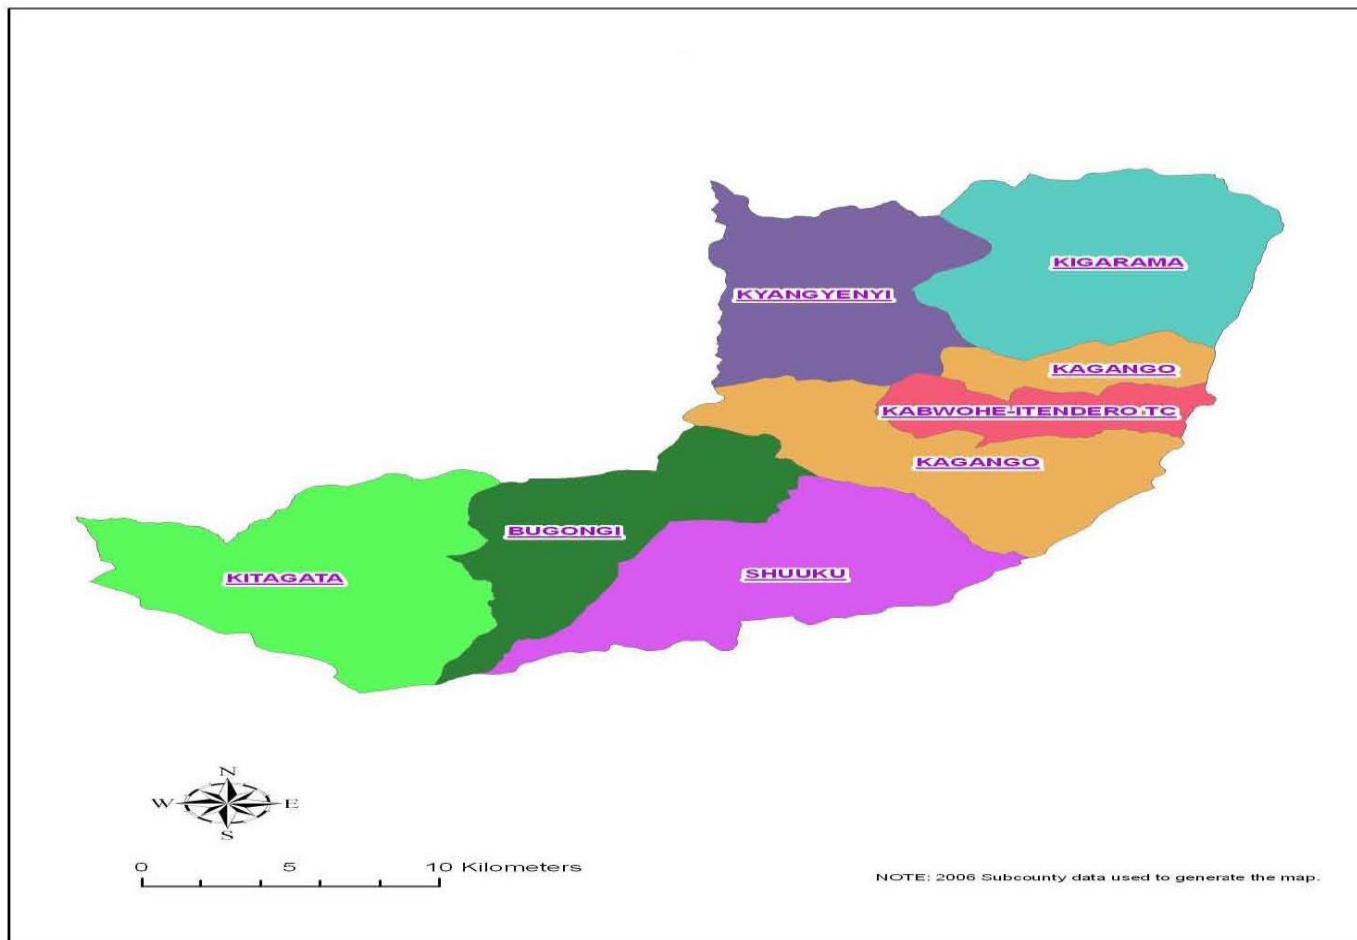 KIGARAMA
KYANGYENYI
KAGANGO
KABWOHE-ITENDERO TC
KAGANGO
BUGONGI
SHUUKU
KITAGATA
N
W E
S
0 5 10 Kilometers
NOTE: 2006 Subcounty data used to generate the map.